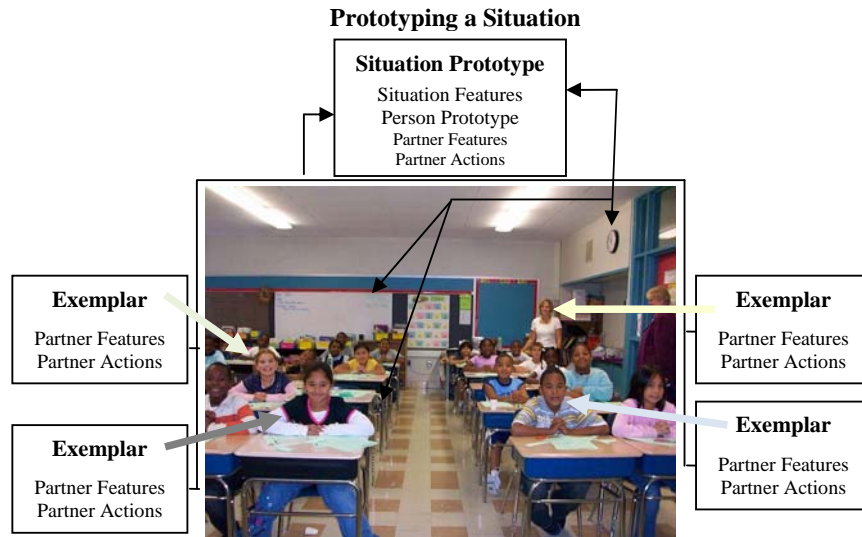 Prototyping a Situation
Situation Prototype
Situation Features
Person Prototype
Partner Features
Partner Actions
Exemplar
Partner Features
Partner Actions
Exemplar
Partner Features
Partner Actions
Exemplar
Partner Features
Partner Actions
Exemplar
Partner Features
Partner Actions